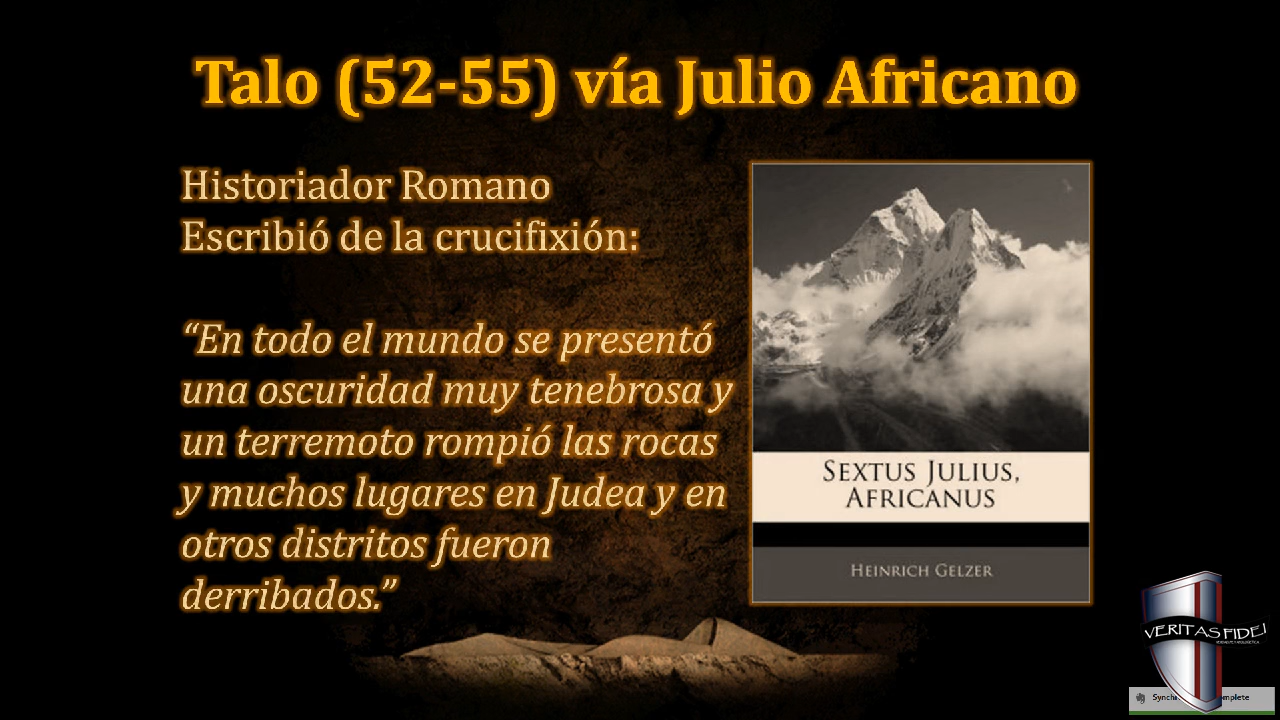 Talo (52-55) vía Julio Africano
Historiador Romano
Escribió de la crucifixión:
“En todo el mundo se presentó
una oscuridad muy tenebrosa y
un terremoto rompió las rocas
y muchos lugares en Judea y en
otros distritos fueron
derribados.”
SEXTUS JULIUS,
AFRICANUS
HEINRICH GELZER
VERITAS FIDEI